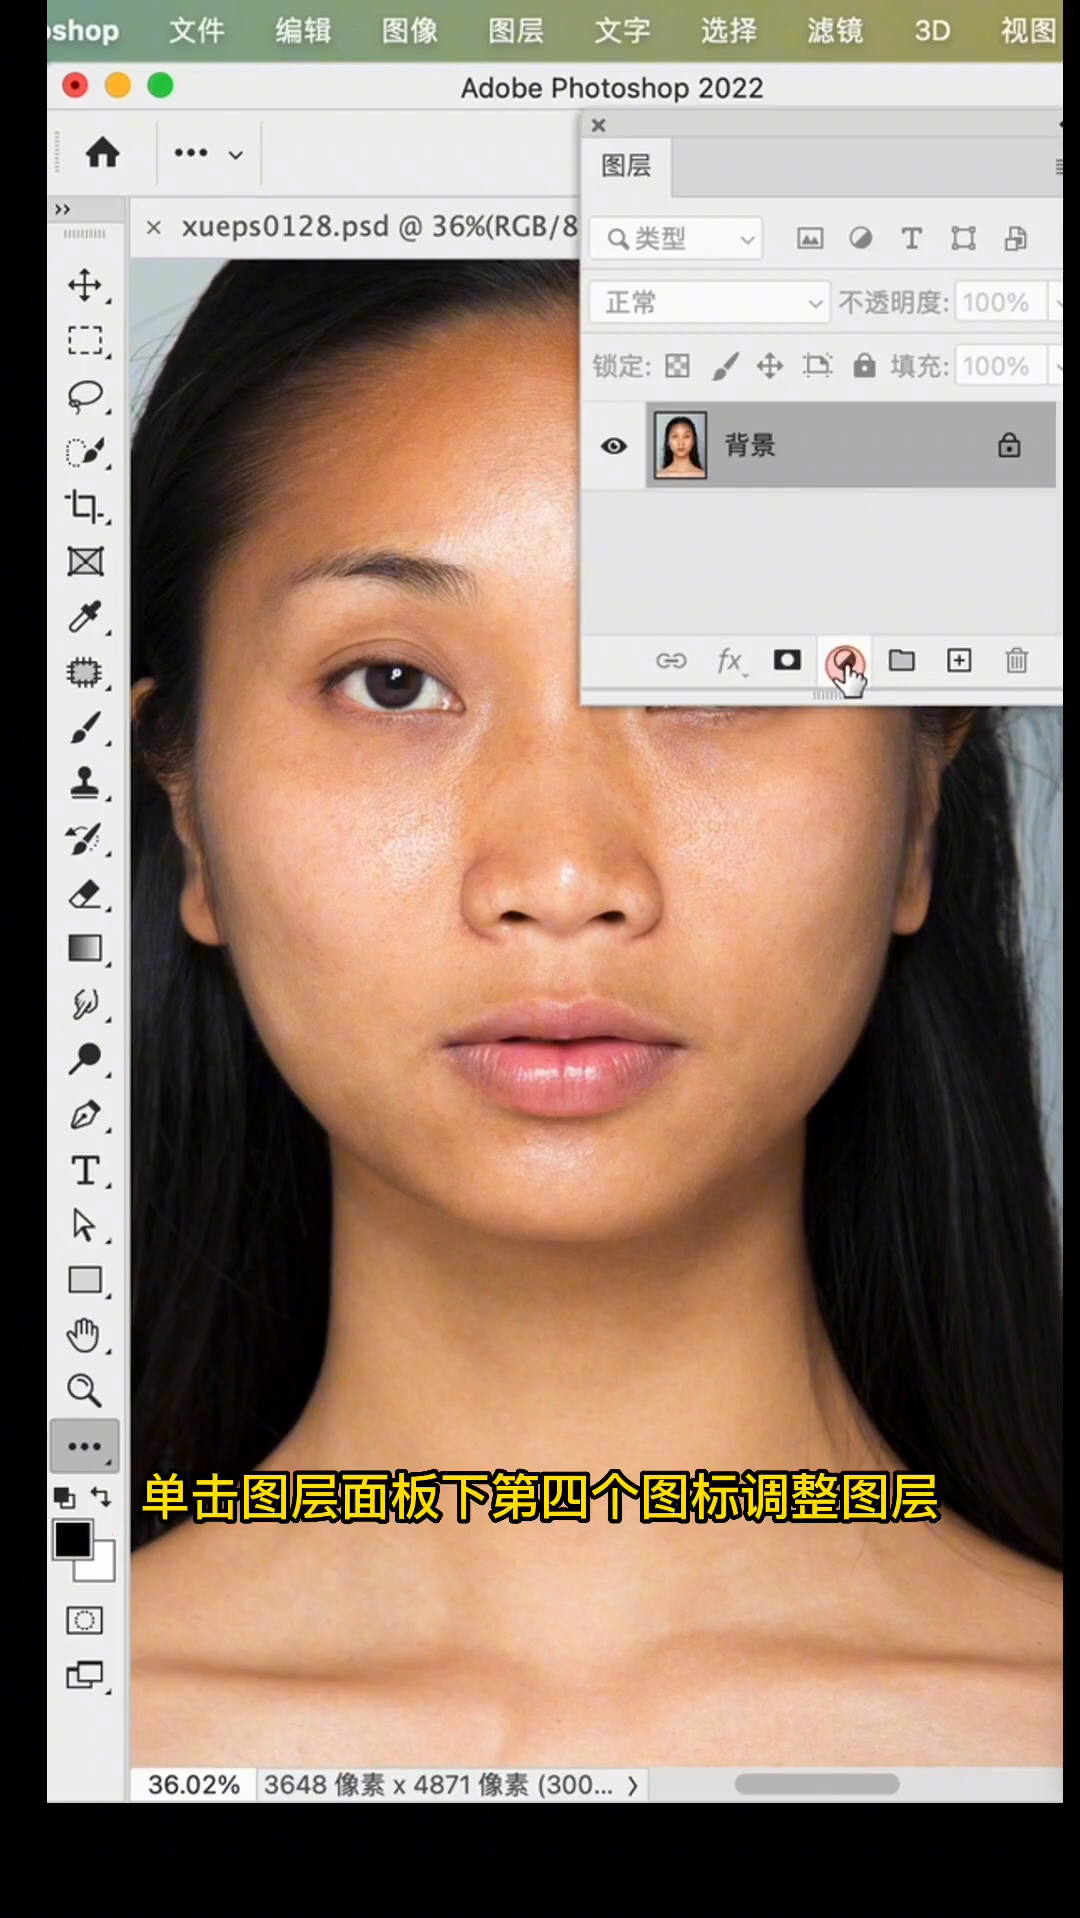 shop 文件 编辑 图像 图层 文字 选择 滤镜 3D 视图
Adobe Photoshop 2022
图层
xueps0128.psd @ 36%(RGB/8
类型
正常 不透明度: 100%
锁定: 填充: 100%
背景
fx
单击图层面板下第四个图标调整图层
36.02% 3648 像素 x 4871 像素 (300...